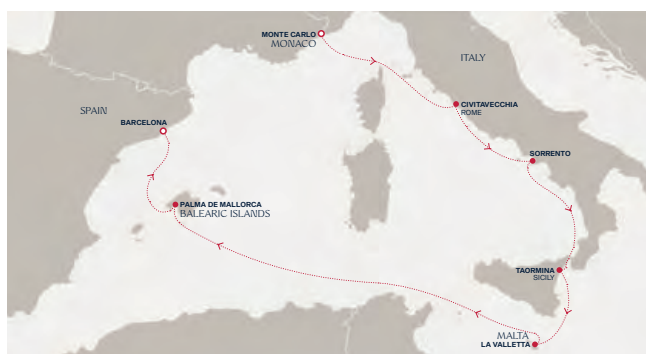 MONTE CARLO
MONACO
ITALY
CIVITAVECCHIA
ROME
SPAIN
BARCELONA
SORRENTO
PALMA DE MALLORCA
BALEARIC ISLANDS
TAORMINA
SICILY
MALTA
LA VALLETTA